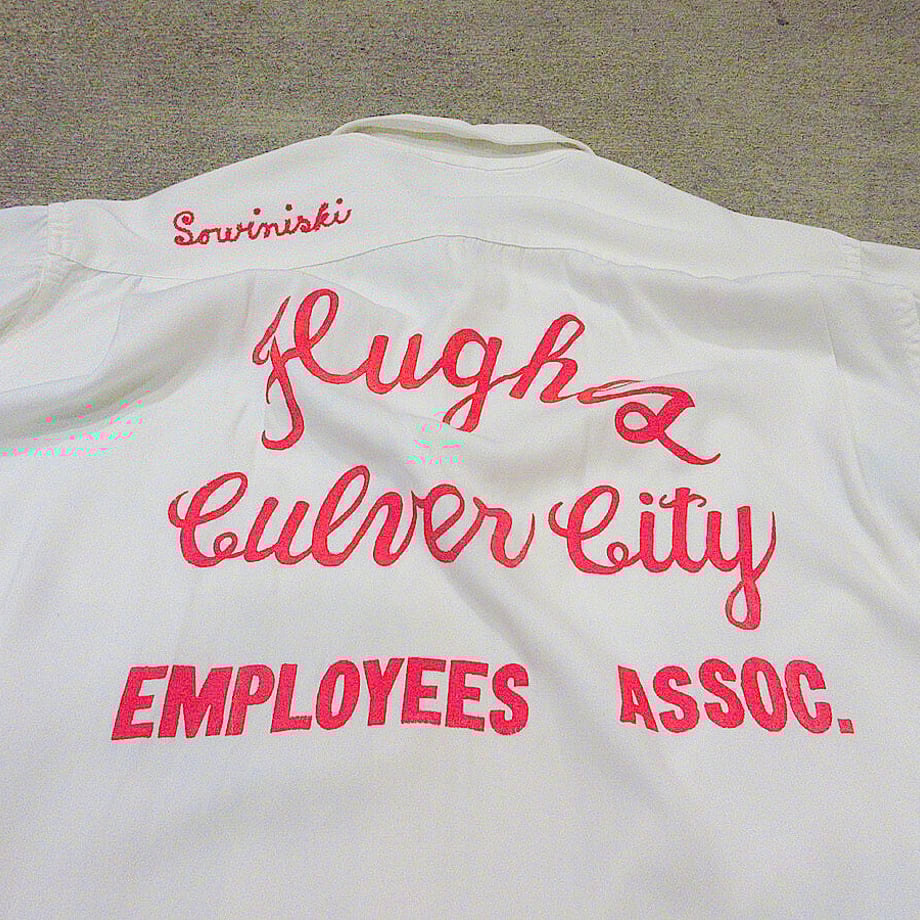 Sowiniski
Hughes
Culver City
EMPLOYEES ASSOC.